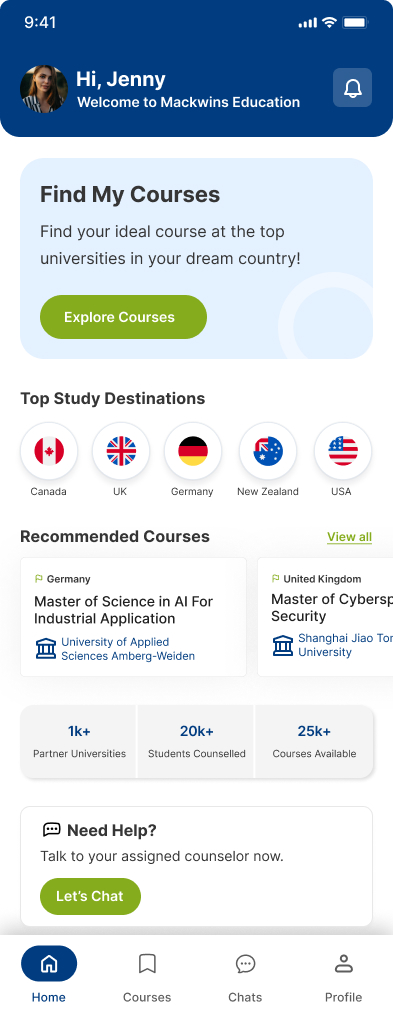 9:41
Hi, Jenny
Welcome to Mackwins Education
Find My Courses
Find your ideal course at the top
universities in your dream country!
Explore Courses
Top Study Destinations
Canada
UK
Germany
New Zealand
USA
Recommended Courses
View all
Germany
Master of Science in AI For
Industrial Application
University of Applied
Sciences Amberg-Weiden
United Kingdom
Master of Cybersp
Security
Shanghai Jiao Ton
University
1k+
Partner Universities
20k+
Students Counselled
25k+
Courses Available
Need Help?
Talk to your assigned counselor now.
Let's Chat
Home
Courses
Chats
Profile